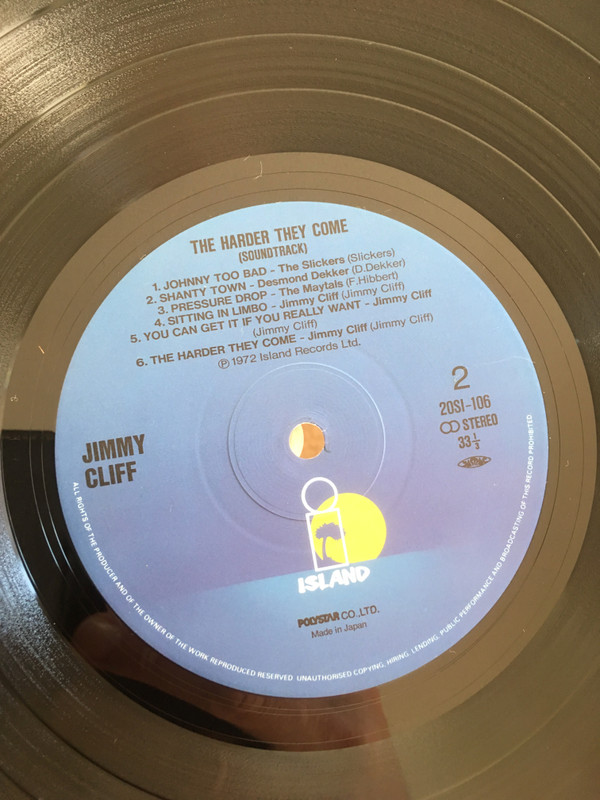 THE HARDER THEY COME
(SOUNDTRACK)
1. JOHNNY TOO BAD - The Slickers (Slickers)
2. SHANTY TOWN - Desmond Dekker (D.Dekker)
3. PRESSURE DROP - The Maytals (F.Hibbert)
4. SITTING IN LIMBO - Jimmy Cliff (Jimmy Cliff)
5. YOU CAN GET IT IF YOU REALLY WANT - Jimmy Cliff
(Jimmy Cliff)
6. THE HARDER THEY COME - Jimmy Cliff (Jimmy Cliff)
℗ 1972 Island Records Ltd.
2
20SI-106
STEREO
33 1/3
JIMMY
CLIFF
ISLAND
POLYSTAR CO.,LTD.
Made in Japan
ALL RIGHTS OF THE PRODUCER AND OF THE OWNER OF THE WORK REPRODUCED RESERVED UNAUTHORISED COPYING, HIRING, LENDING, PUBLIC PERFORMANCE AND BROADCASTING OF THIS RECORD PROHIBITED